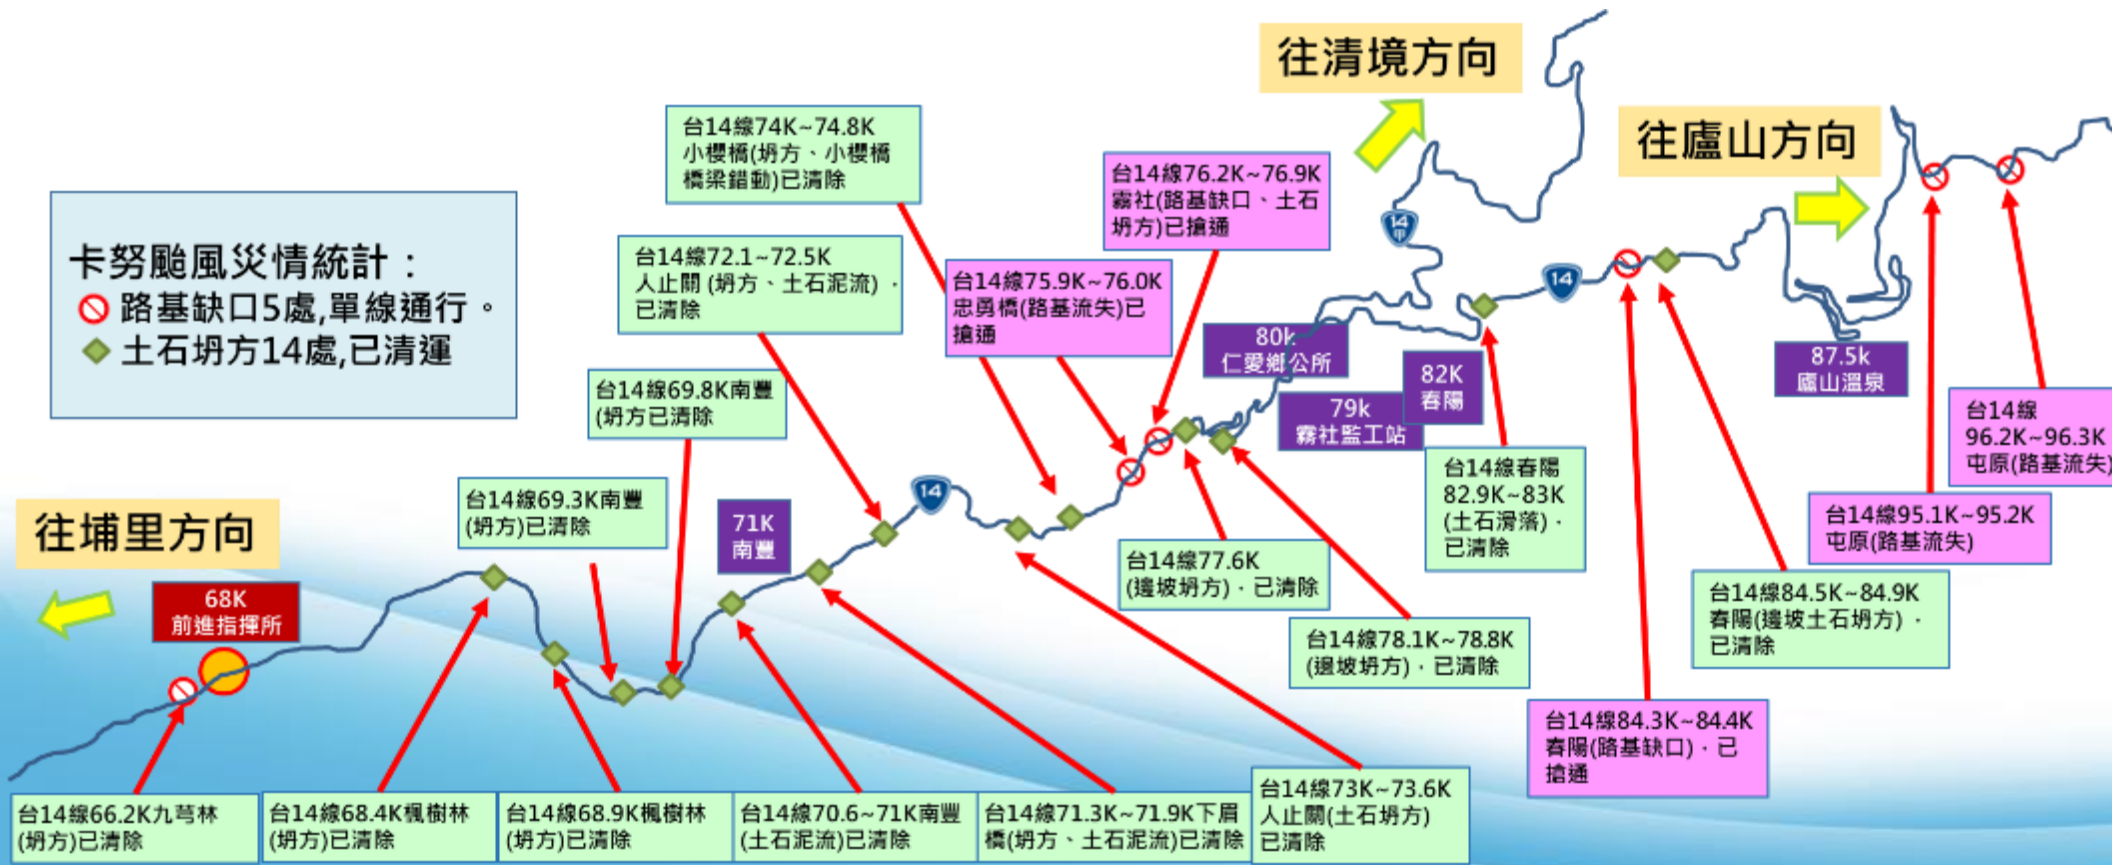 往清境方向
往廬山方向
往埔里方向
卡努颱風災情統計：
路基缺口5處,單線通行。
土石坍方14處,已清運
台14線74K~74.8K
小櫻橋(坍方、小櫻橋
橋梁錯動)已清除
台14線72.1~72.5K
人止關 (坍方、土石泥流)，
已清除
台14線76.2K~76.9K
霧社(路基缺口、土石
坍方)已搶通
台14線75.9K~76.0K
忠勇橋(路基流失)已
搶通
台14線69.8K南豐
(坍方已清除
台14線69.3K南豐
(坍方)已清除
14
甲
14
14
80k
仁愛鄉公所
79k
霧社監工站
82K
春陽
87.5k
廬山溫泉
71K
南豐
68K
前進指揮所
台14線
96.2K~96.3K
屯原(路基流失)
台14線95.1K~95.2K
屯原(路基流失)
台14線春陽
82.9K~83K
(土石滑落)，
已清除
台14線77.6K
(邊坡坍方)，已清除
台14線78.1K~78.8K
(邊坡坍方)，已清除
台14線84.5K~84.9K
春陽(邊坡土石坍方)，
已清除
台14線84.3K~84.4K
春陽(路基缺口)，已
搶通
台14線66.2K九芎林
(坍方)已清除
台14線68.4K楓樹林
(坍方)已清除
台14線68.9K楓樹林
(坍方)已清除
台14線70.6~71K南豐
(土石泥流)已清除
台14線71.3K~71.9K下眉
橋(坍方、土石泥流)已清除
台14線73K~73.6K
人止關(土石坍方)
已清除